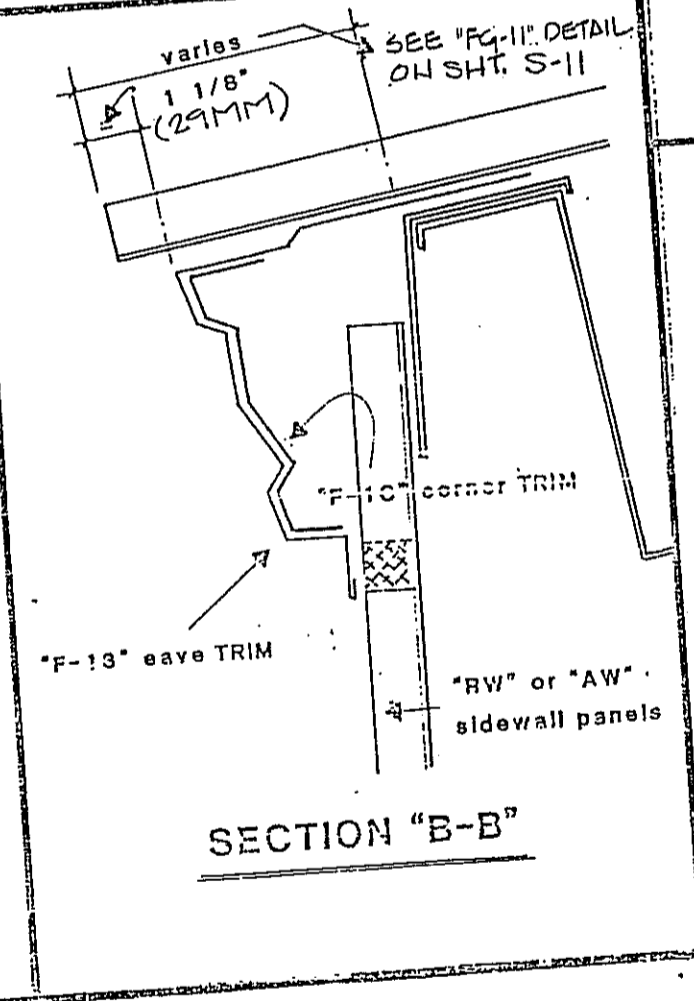 varies
SEE "FG-11" DETAIL
ON SHT. S-11
1 1/8"
(29MM)
"F-10" corner TRIM
"F-13" eave TRIM
"RW" or "AW"
sidewall panels
SECTION "B-B"